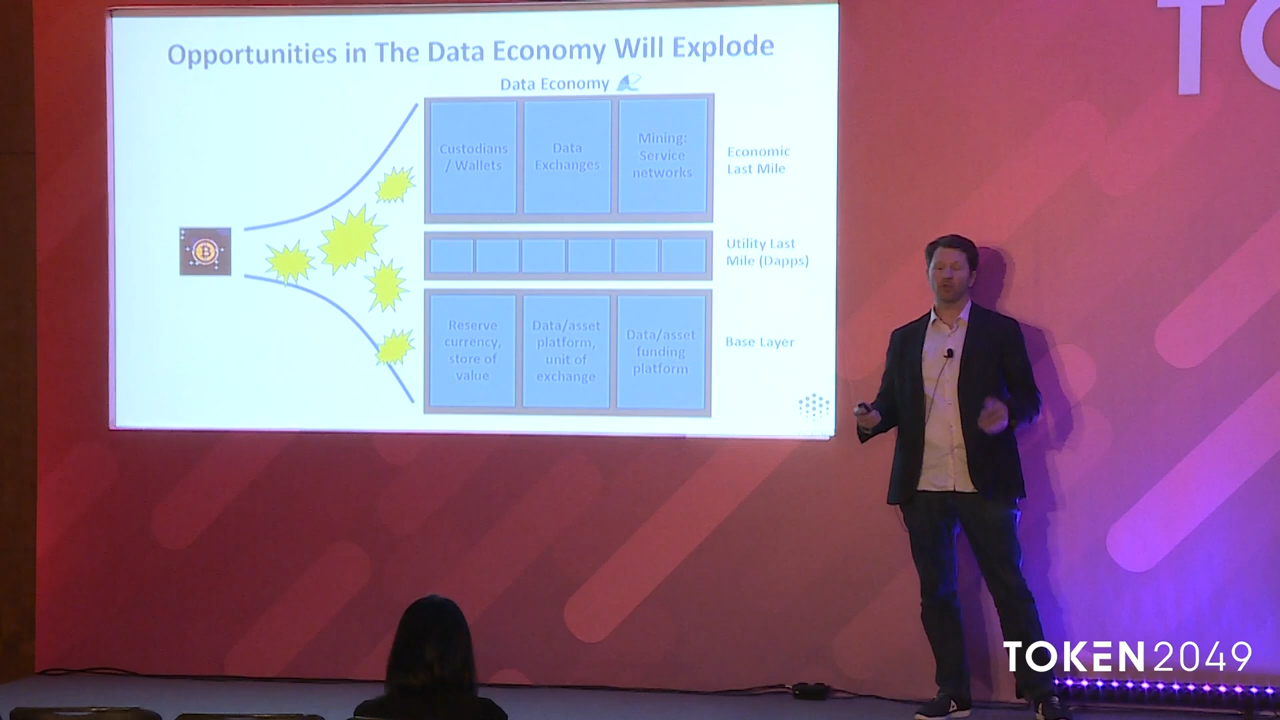 Opportunities in The Data Economy Will Explode
Data Economy
Custodians
/ Wallets
Data
Exchanges
Mining:
Service
networks
Economic
Last Mile
Utility Last
Mile (Dapps)
Reserve
currency,
store of
value
Data/asset
platform,
unit of
exchange
Data/asset
funding
platform
Base Layer
TO
TOKEN2049